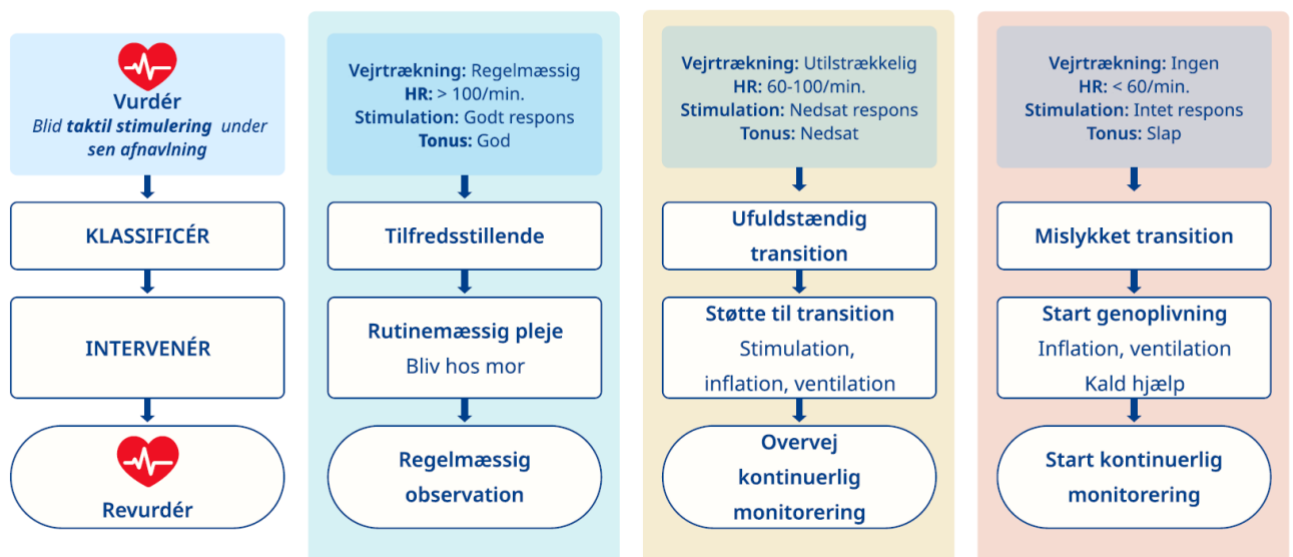 Vurdér
Blid taktil stimulering under
sen afnavlning
KLASSIFICÉR
INTERVENÉR
Revurdér
Vejrtrækning: Regelmæssig
HR: > 100/min.
Stimulation: Godt respons
Tonus: God
Tilfredsstillende
Rutinemæssig pleje
Bliv hos mor
Regelmæssig
observation
Vejrtrækning: Utilstrækkelig
HR: 60-100/min.
Stimulation: Nedsat respons
Tonus: Nedsat
Ufuldstændig
transition
Støtte til transition
Stimulation,
inflation, ventilation
Overvej
kontinuerlig
monitorering
Vejrtrækning: Ingen
HR: < 60/min.
Stimulation: Intet respons
Tonus: Slap
Mislykket transition
Start genoplivning
Inflation, ventilation
Kald hjælp
Start kontinuerlig
monitorering